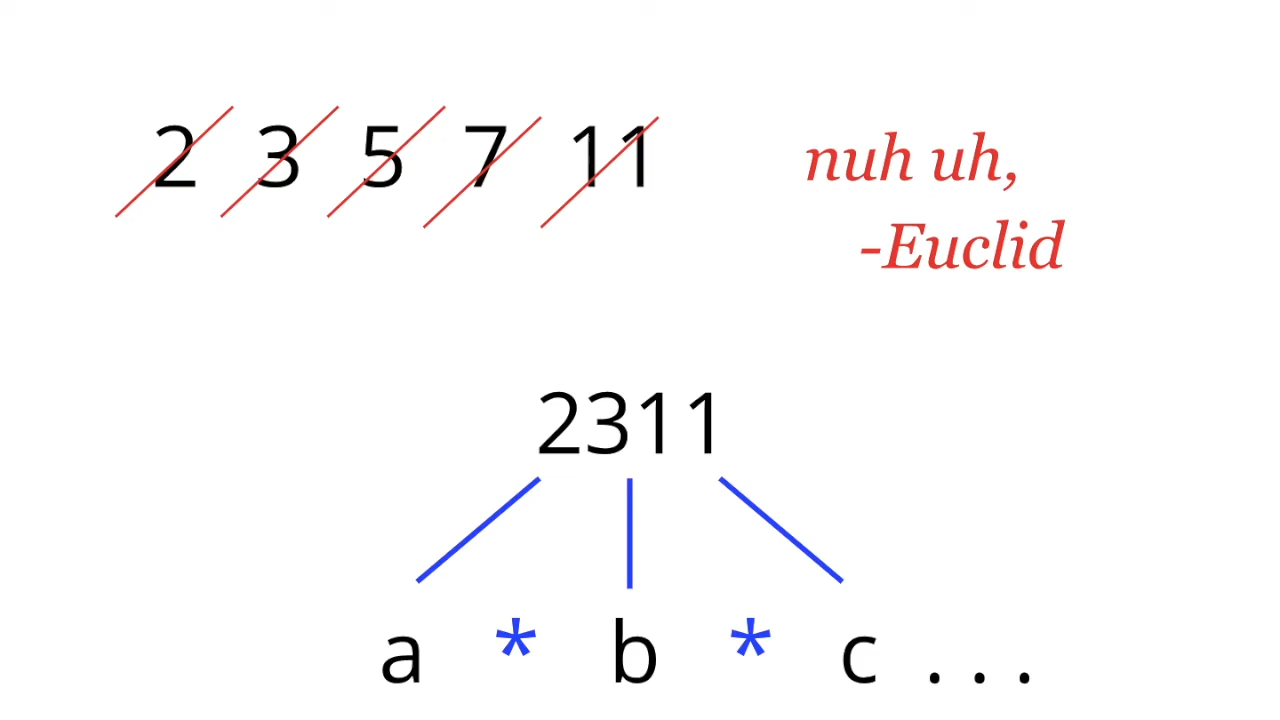 2 3 5 7 11
nuh uh,
-Euclid
2311
a * b * c . . .